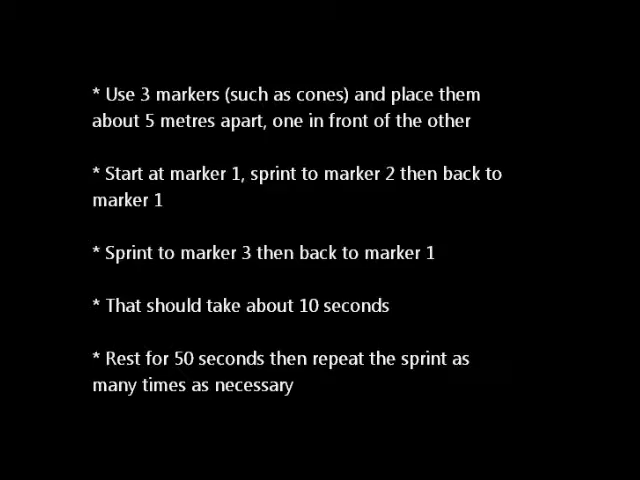 * Use 3 markers (such as cones) and place them
about 5 metres apart, one in front of the other
* Start at marker 1, sprint to marker 2 then back to
marker 1
* Sprint to marker 3 then back to marker 1
* That should take about 10 seconds
* Rest for 50 seconds then repeat the sprint as
many times as necessary